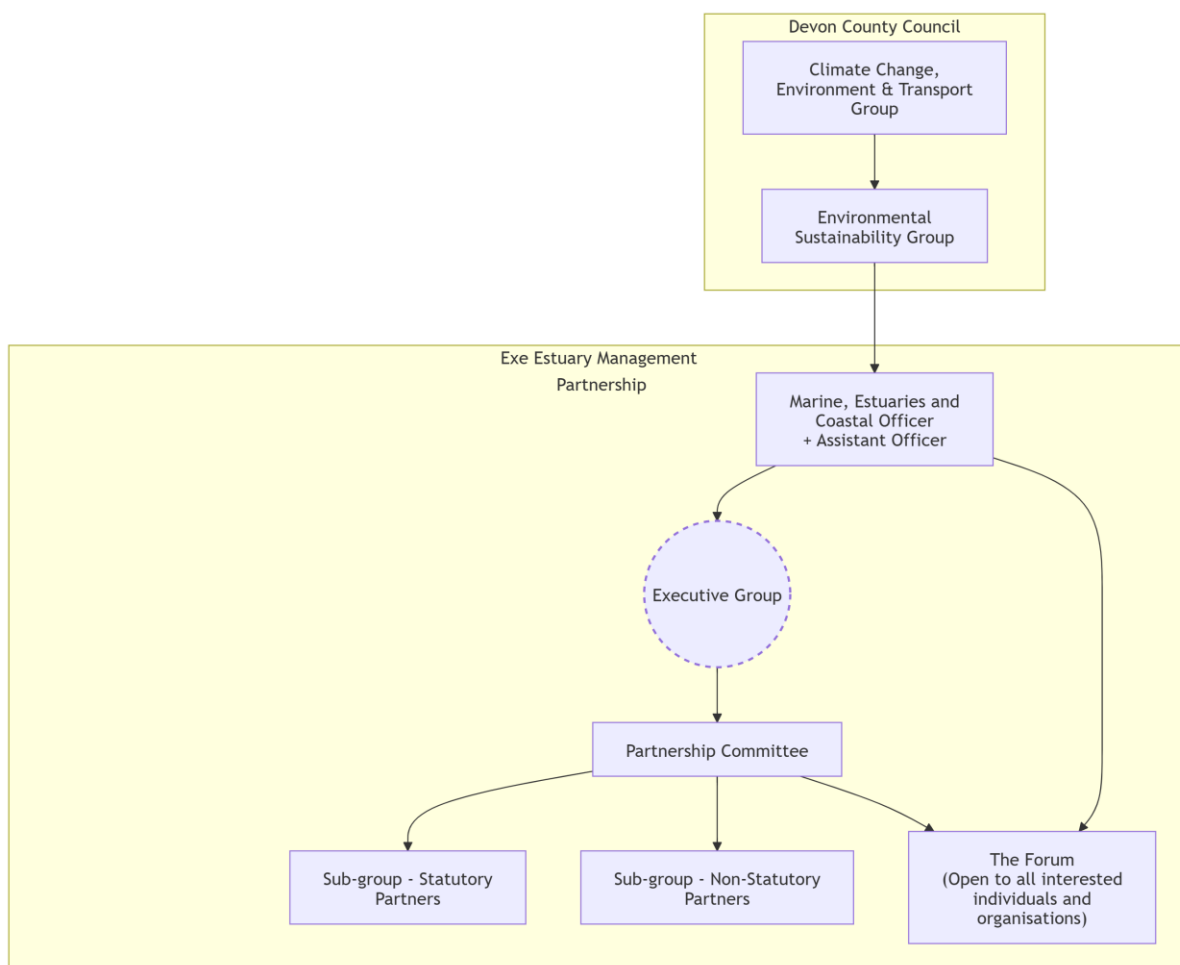 Devon County Council
Climate Change,
Environment & Transport
Group
Environmental
Sustainability Group
Exe Estuary Management
Partnership
Marine, Estuaries and
Coastal Officer
+ Assistant Officer
Executive Group
Partnership Committee
Sub-group - Statutory
Partners
Sub-group - Non-Statutory
Partners
The Forum
(Open to all interested
individuals and
organisations)